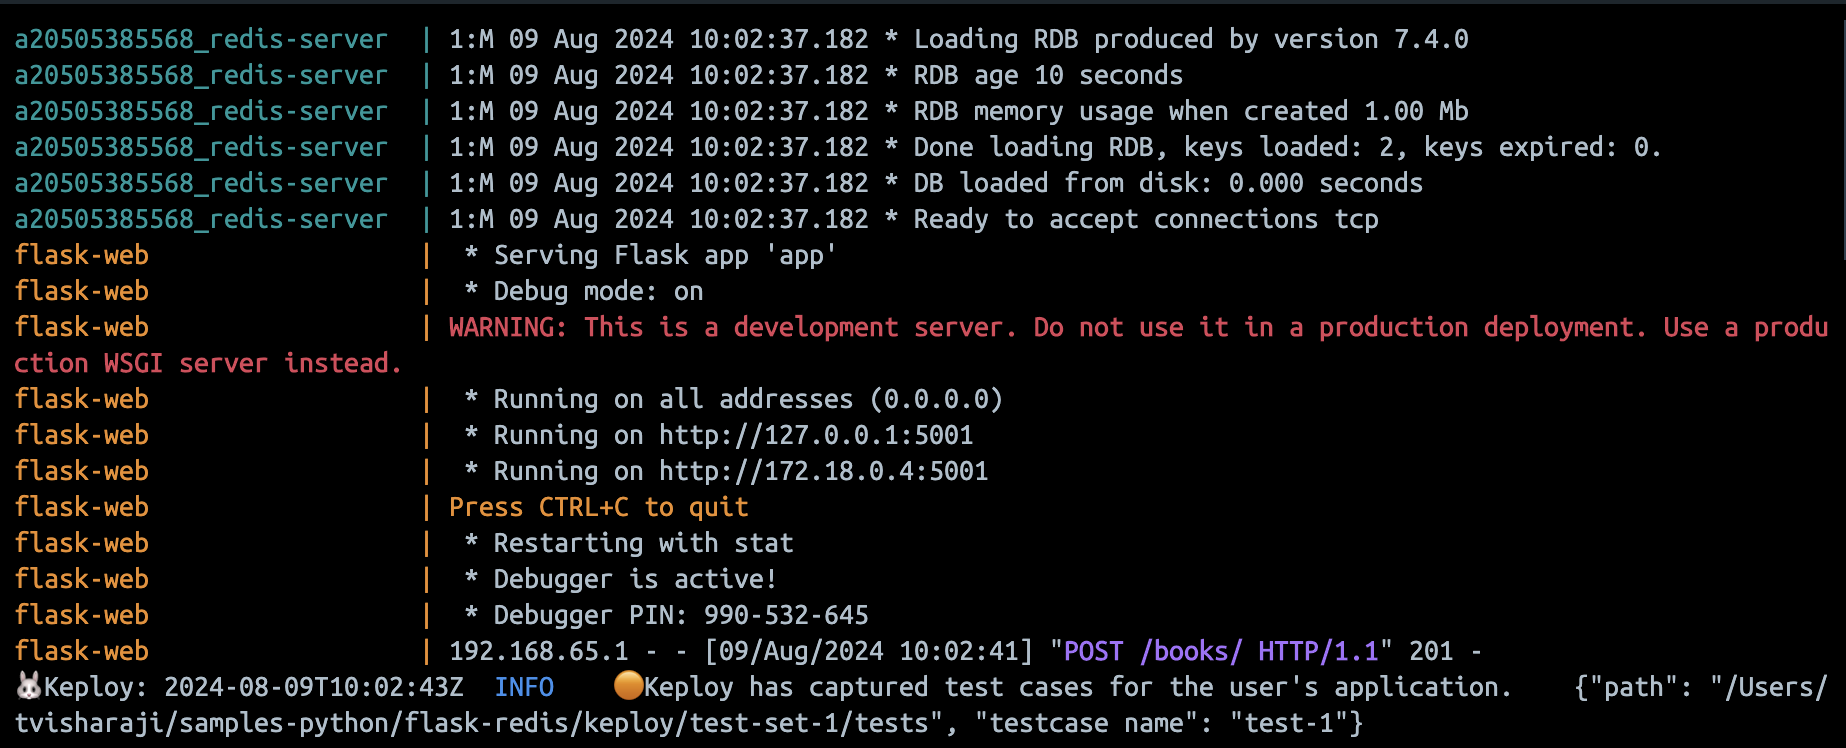 a20505385568_redis-server | 1:M 09 Aug 2024 10:02:37.182 * Loading RDB produced by version 7.4.0
a20505385568_redis-server | 1:M 09 Aug 2024 10:02:37.182 * RDB age 10 seconds
a20505385568_redis-server | 1:M 09 Aug 2024 10:02:37.182 * RDB memory usage when created 1.00 Mb
a20505385568_redis-server | 1:M 09 Aug 2024 10:02:37.182 * Done loading RDB, keys loaded: 2, keys expired: 0.
a20505385568_redis-server | 1:M 09 Aug 2024 10:02:37.182 * DB loaded from disk: 0.000 seconds
a20505385568_redis-server | 1:M 09 Aug 2024 10:02:37.182 * Ready to accept connections tcp
flask-web | * Serving Flask app 'app'
flask-web | * Debug mode: on
flask-web | WARNING: This is a development server. Do not use it in a production deployment. Use a produ
ction WSGI server instead.
flask-web | * Running on all addresses (0.0.0.0)
flask-web | * Running on http://127.0.0.1:5001
flask-web | * Running on http://172.18.0.4:5001
flask-web | Press CTRL+C to quit
flask-web | * Restarting with stat
flask-web | * Debugger is active!
flask-web | * Debugger PIN: 990-532-645
flask-web | 192.168.65.1 - - [09/Aug/2024 10:02:41] "POST /books/ HTTP/1.1" 201 -
🐰Keploy: 2024-08-09T10:02:43Z INFO 🟠Keploy has captured test cases for the user's application. {"path": "/Users/
tvisharaji/samples-python/flask-redis/keploy/test-set-1/tests", "testcase name": "test-1"}